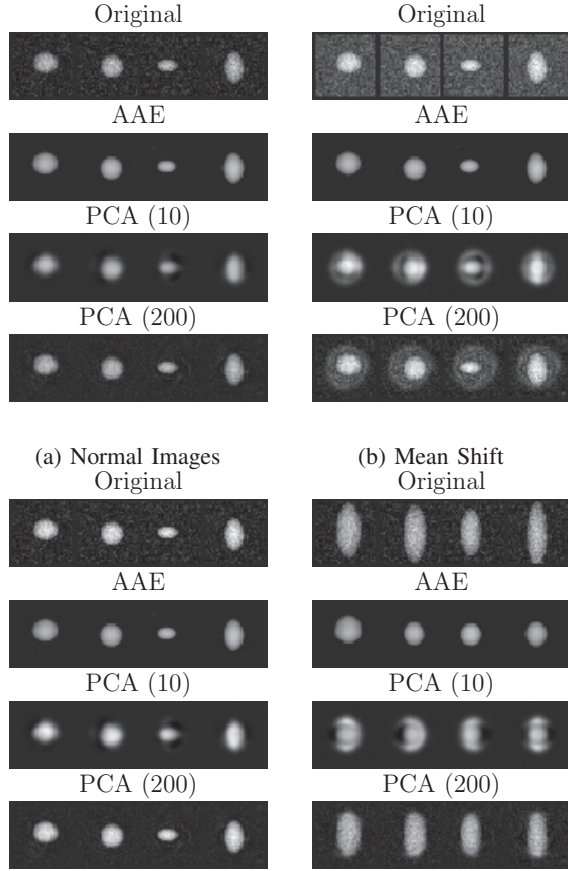 Original
AAE
PCA (10)
PCA (200)
(a) Normal Images
Original
AAE
PCA (10)
PCA (200)
(b) Mean Shift
Original
AAE
PCA (10)
PCA (200)
Original
AAE
PCA (10)
PCA (200)